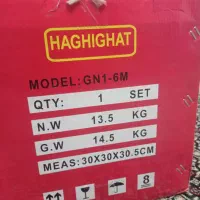 HAGHIGHAT
MODEL:GN1-6M
QTY: 1 SET
N.W 13.5 KG
G.W 14.5 KG
MEAS:30X30X30.5CM
8